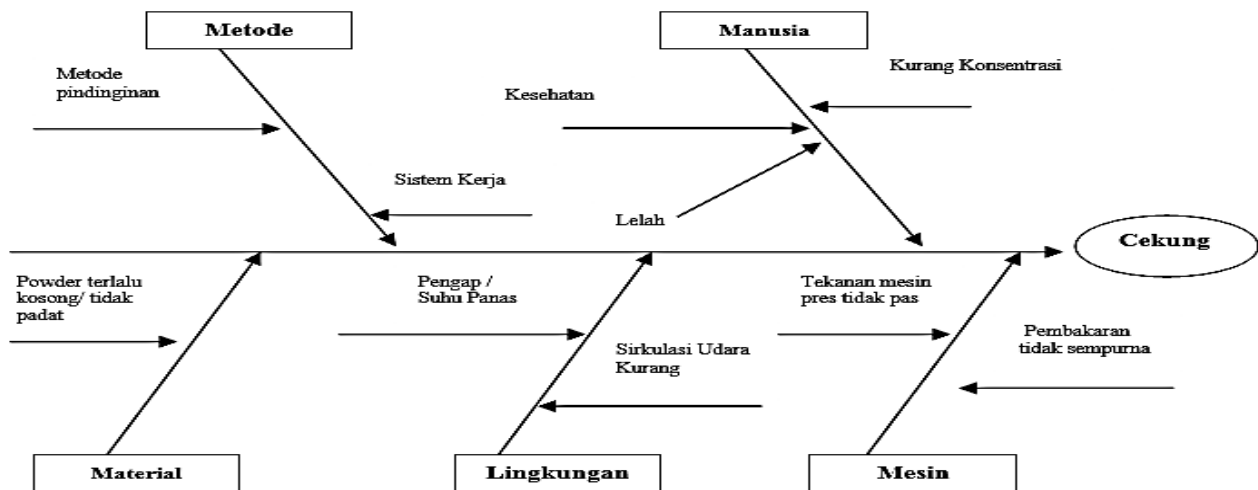 Metode
Manusia
Kurang Konsentrasi
Metode
pindinginan
Kesehatan
Sistem Kerja
Lelah
Cekung
Powder terlalu
kosong/ tidak
padat
Pengap /
Suhu Panas
Tekanan mesin
pres tidak pas
Sirkulasi Udara
Kurang
Pembakaran
tidak sempurna
Material
Lingkungan
Mesin